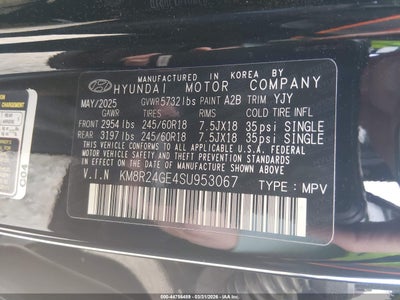 MANUFACTURED IN KOREA BY
HYUNDAI MOTOR COMPANY
MAY/2025 GVWR 5732 lbs PAINT A2B TRIM YJY
GAWR TIRES RIMS COLD TIRE INFL
FRONT 2954 lbs 245/60R18 7.5JX18 35psi SINGLE
REAR 3197 lbs 245/60R18 7.5JX18 35psi SINGLE
THIS VEHICLE CONFORMS TO ALL APPLICABLE U.S.A. FEDERAL
MOTOR VEHICLE SAFETY AND THEFT PREVENTION STANDARDS
IN EFFECT ON THE DATE OF MANUFACTURE SHOWN ABOVE.
V.I.N KM8R24GE4SU953067 TYPE : MPV
G04